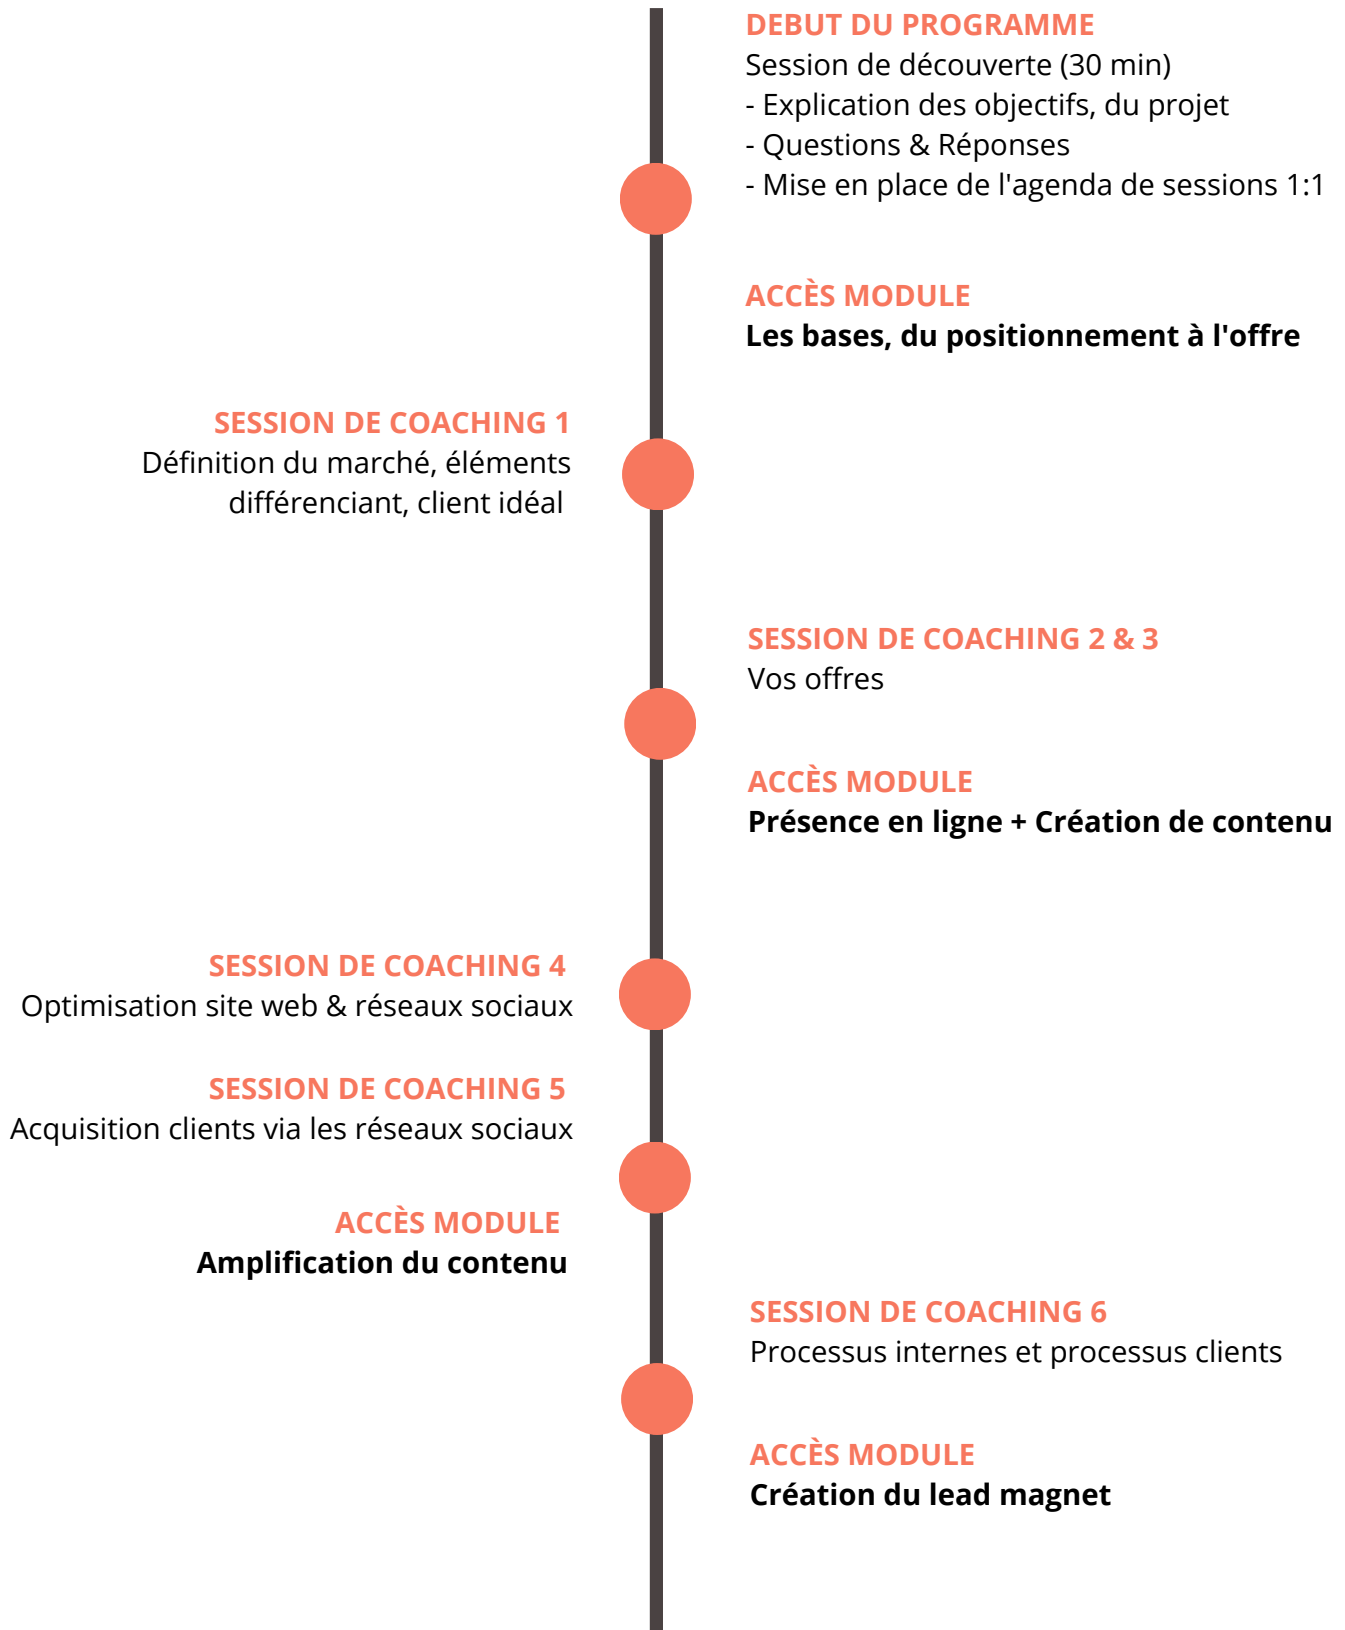 DEBUT DU PROGRAMME
Session de découverte (30 min)
- Explication des objectifs, du projet
- Questions & Réponses
- Mise en place de l'agenda de sessions 1:1
ACCÈS MODULE
Les bases, du positionnement à l'offre
SESSION DE COACHING 1
Définition du marché, éléments
différenciant, client idéal
SESSION DE COACHING 2 & 3
Vos offres
ACCÈS MODULE
Présence en ligne + Création de contenu
SESSION DE COACHING 4
Optimisation site web & réseaux sociaux
SESSION DE COACHING 5
Acquisition clients via les réseaux sociaux
ACCÈS MODULE
Amplification du contenu
SESSION DE COACHING 6
Processus internes et processus clients
ACCÈS MODULE
Création du lead magnet